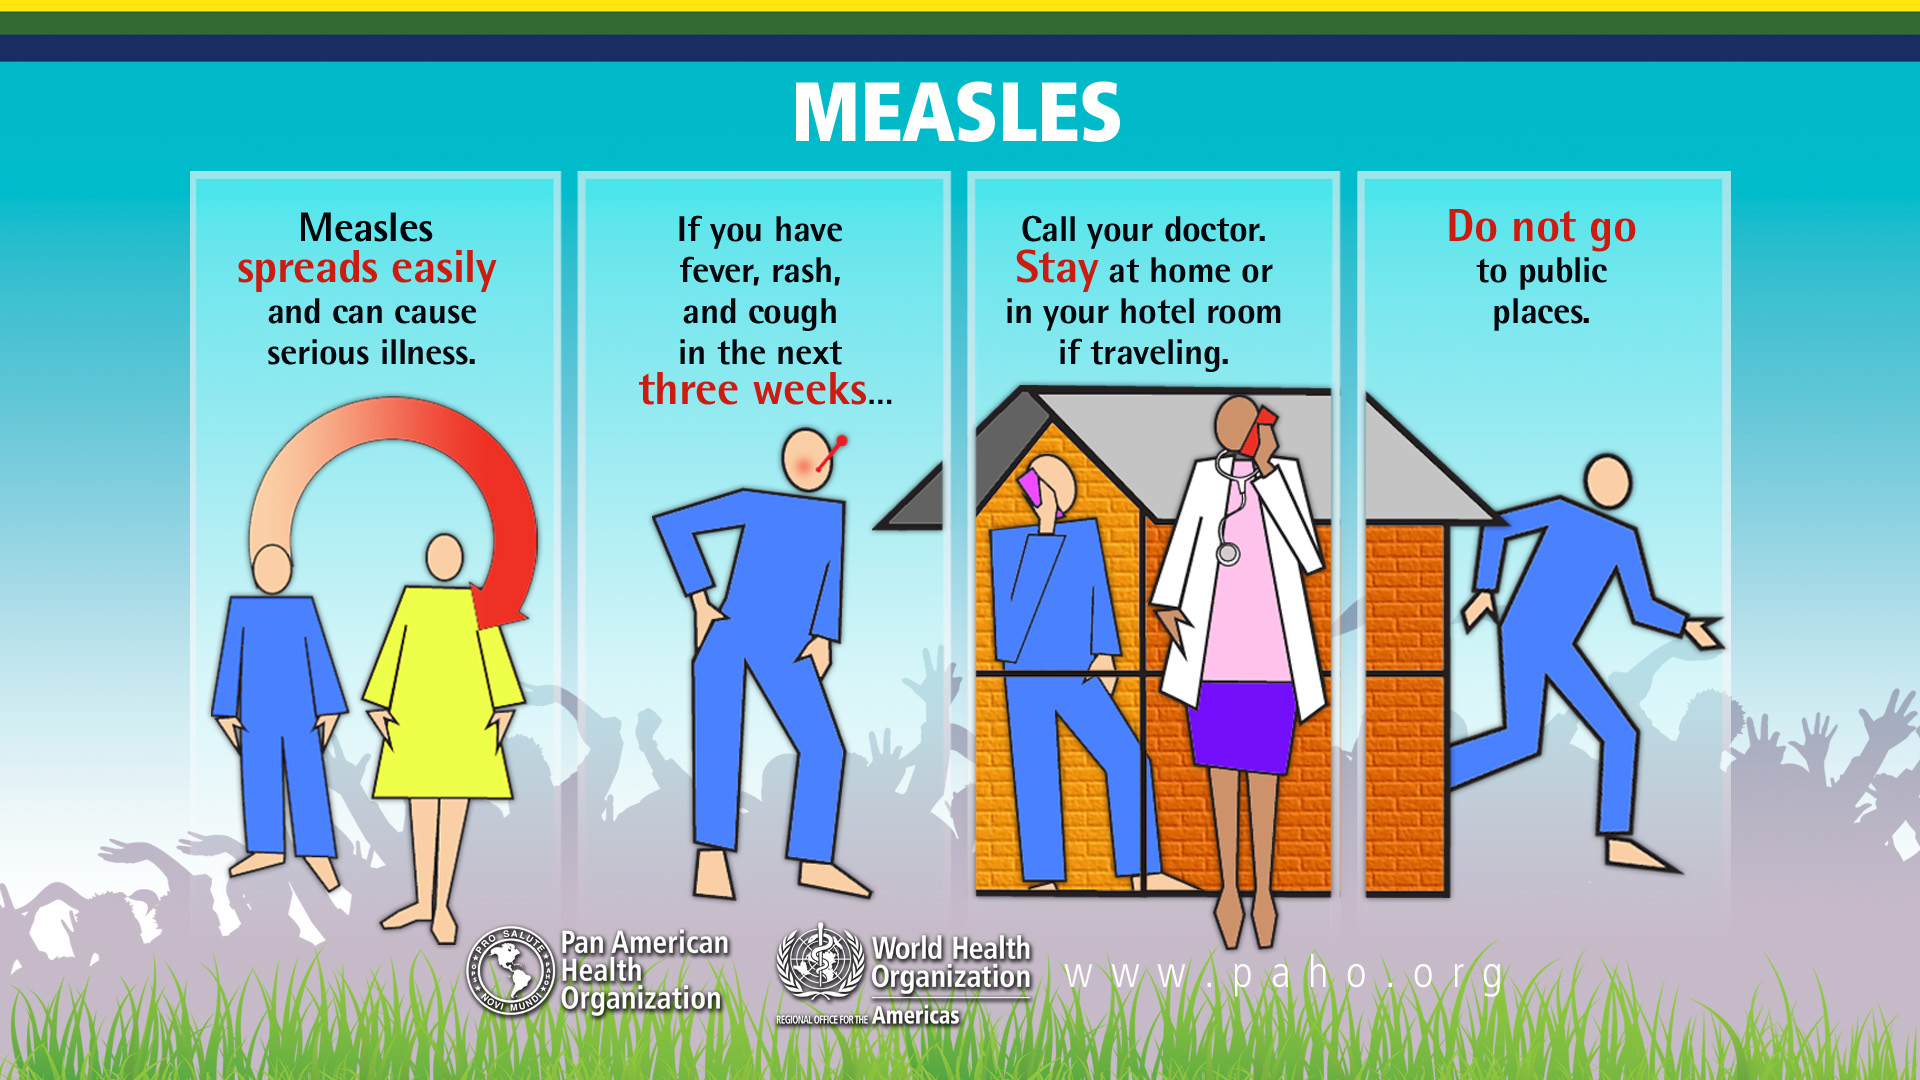 MEASLES
Measles
spreads easily
and can cause
serious illness.
If you have
fever, rash,
and cough
in the next
three weeks...
Call your doctor.
Stay at home or
in your hotel room
if traveling.
Do not go
to public
places.
PRO SALUTE
NOVI MUNDI
Pan American
Health
Organization
World Health
Organization
REGIONAL OFFICE FOR THE Americas
www.paho.org